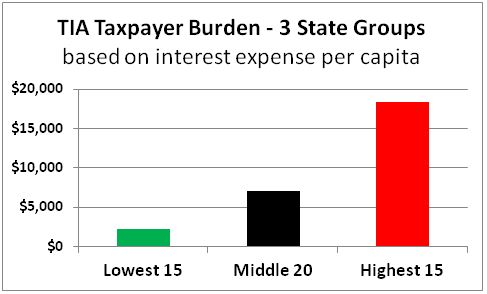 TIA Taxpayer Burden - 3 State Groups
based on interest expense per capita
$20,000
$15,000
$10,000
$5,000
$0
Lowest 15 Middle 20 Highest 15